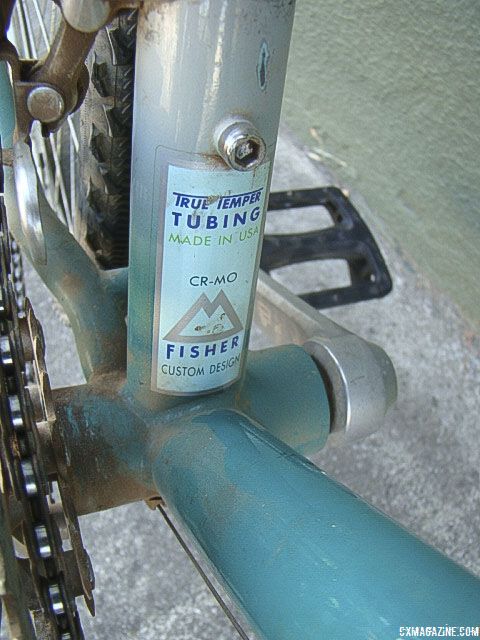 TRUE TEMPER
TUBING
MADE IN USA
CR-MO
FISHER
CUSTOM DESIGN
CXMAGAZINE.COM